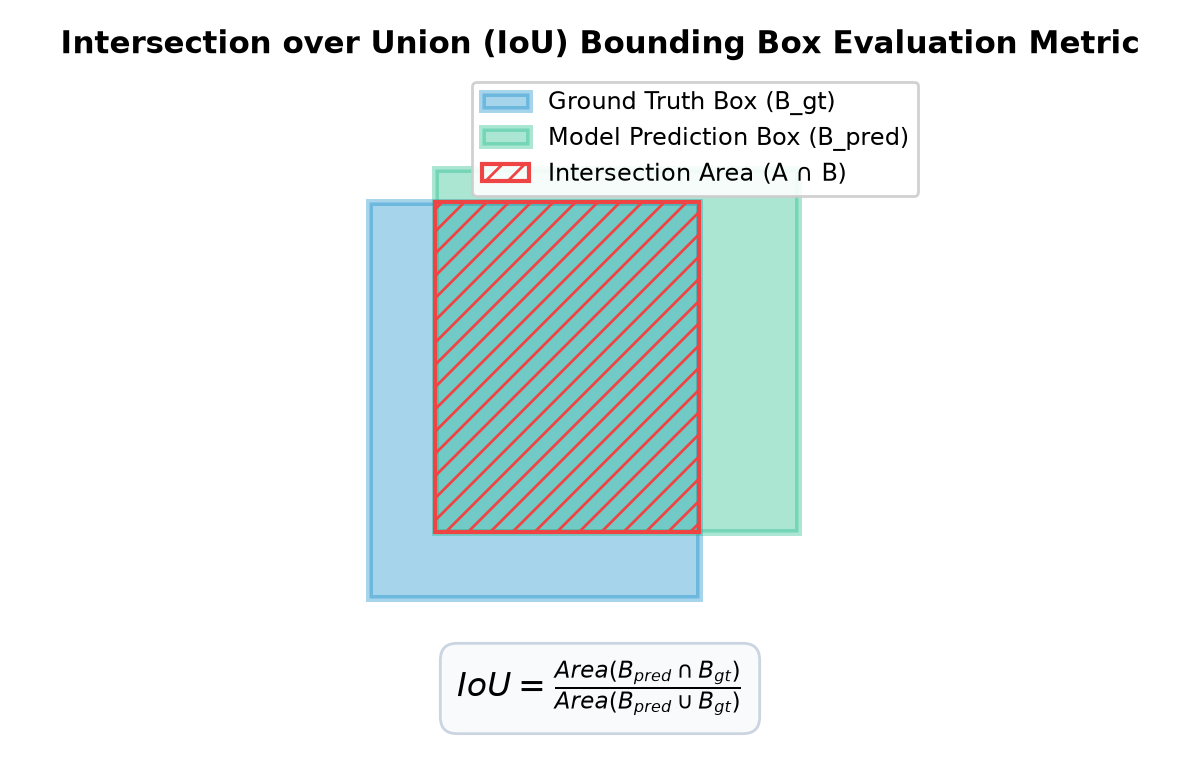 Intersection over Union (IoU) Bounding Box Evaluation Metric
Ground Truth Box (B_gt)
Model Prediction Box (B_pred)
Intersection Area (A ∩ B)
IoU = Area(B_pred ∩ B_gt) / Area(B_pred ∪ B_gt)